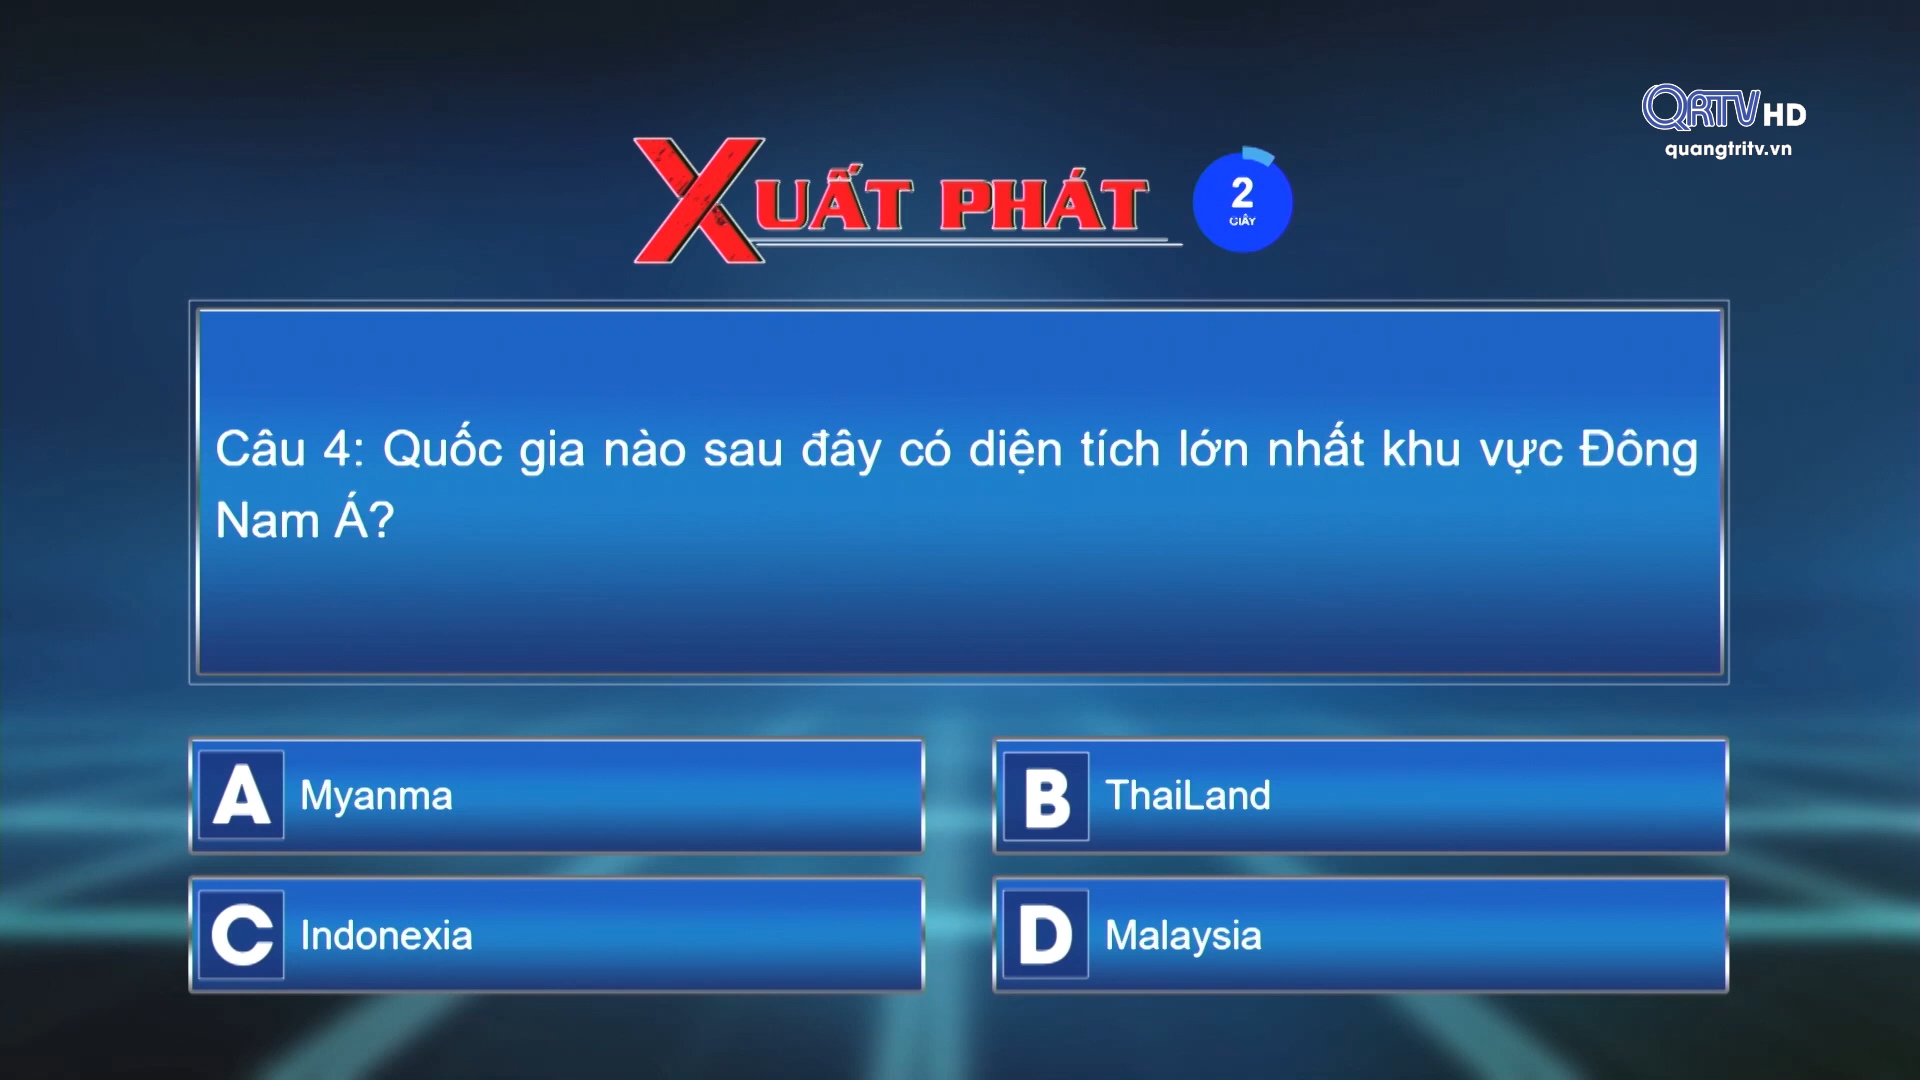 QRTV HD
quangtritv.vn
XUẤT PHÁT
2
GIÂY
Câu 4: Quốc gia nào sau đây có diện tích lớn nhất khu vực Đông
Nam Á?
A Myanma
B ThaiLand
C Indonexia
D Malaysia